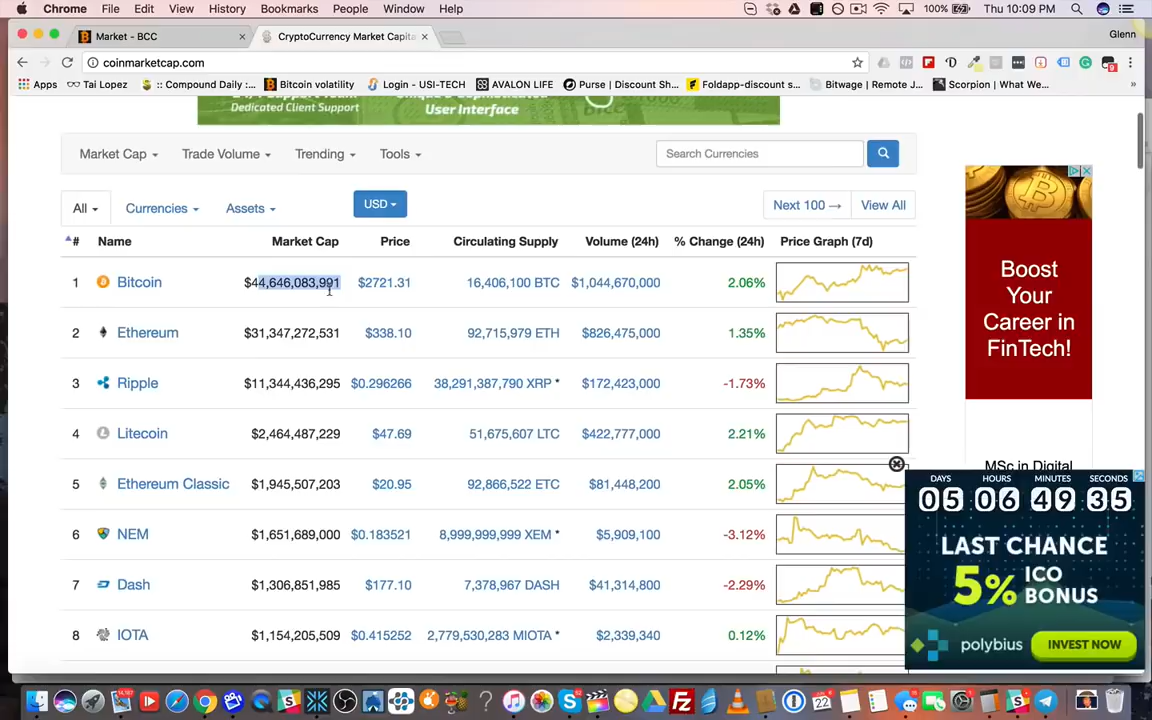 Chrome File Edit View History Bookmarks People Window Help 100% Thu 10:09 PM
Market - BCC × CryptoCurrency Market Capita × Glenn
coinmarketcap.com
Apps Tai Lopez :: Compound Daily :... Bitcoin volatility Login - USI-TECH AVALON LIFE Purse | Discount Sh... Foldapp-discount s... Bitwage | Remote J... Scorpion | What We... »
Dedicated Client Support User Interface
Market Cap Trade Volume Trending Tools Search Currencies
All Currencies Assets USD Next 100 → View All
# Name Market Cap Price Circulating Supply Volume (24h) % Change (24h) Price Graph (7d)
1 Bitcoin $44,646,083,991 $2721.31 16,406,100 BTC $1,044,670,000 2.06%
2 Ethereum $31,347,272,531 $338.10 92,715,979 ETH $826,475,000 1.35%
3 Ripple $11,344,436,295 $0.296266 38,291,387,790 XRP * $172,423,000 -1.73%
4 Litecoin $2,464,487,229 $47.69 51,675,607 LTC $422,777,000 2.21%
5 Ethereum Classic $1,945,507,203 $20.95 92,866,522 ETC $81,448,200 2.05%
6 NEM $1,651,689,000 $0.183521 8,999,999,999 XEM * $5,909,100 -3.12%
7 Dash $1,306,851,985 $177.10 7,378,967 DASH $41,314,800 -2.29%
8 IOTA $1,154,205,509 $0.415252 2,779,530,283 MIOTA * $2,339,340 0.12%
Boost
Your
Career in
FinTech!
MSc in Digital
DAYS HOURS MINUTES SECONDS
05 06 49 35
LAST CHANCE
5% ICO
BONUS
polybius INVEST NOW